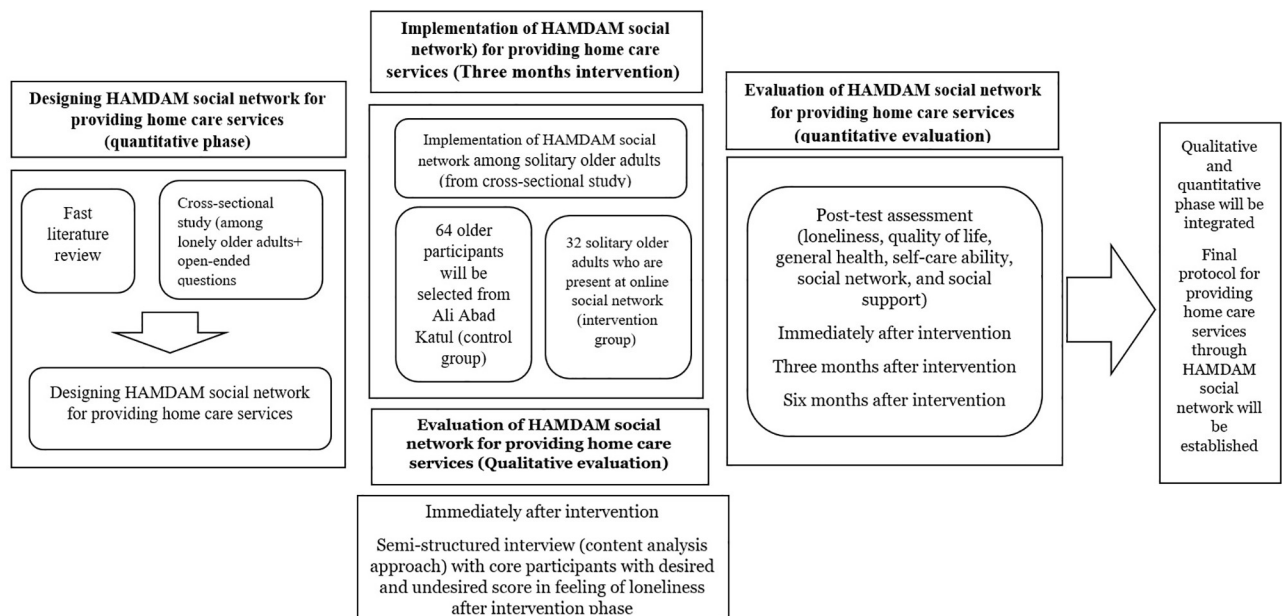 Designing HAMDAM social network for
providing home care services
(quantitative phase)
Fast
literature
review
Cross-sectional
study (among
lonely older adults+
open-ended
questions
Designing HAMDAM social network
for providing home care services
Implementation of HAMDAM social
network) for providing home care
services (Three months intervention)
Implementation of HAMDAM social
network among solitary older adults
(from cross-sectional study)
64 older
participants
will be
selected from
Ali Abad
Katul (control
group)
32 solitary older
adults who are
present at online
social network
(intervention
group)
Evaluation of HAMDAM social
network for providing home care
services (Qualitative evaluation)
Immediately after intervention
Semi-structured interview (content analysis
approach) with core participants with desired
and undesired score in feeling of loneliness
after intervention phase
Evaluation of HAMDAM social network
for providing home care services
(quantitative evaluation)
Post-test assessment
(loneliness, quality of life,
general health, self-care ability,
social network, and social
support)
Immediately after intervention
Three months after intervention
Six months after intervention
Qualitative
and
quantitative
phase will be
integrated
Final
protocol for
providing
home care
services
through
HAMDAM
social
network will
be
established